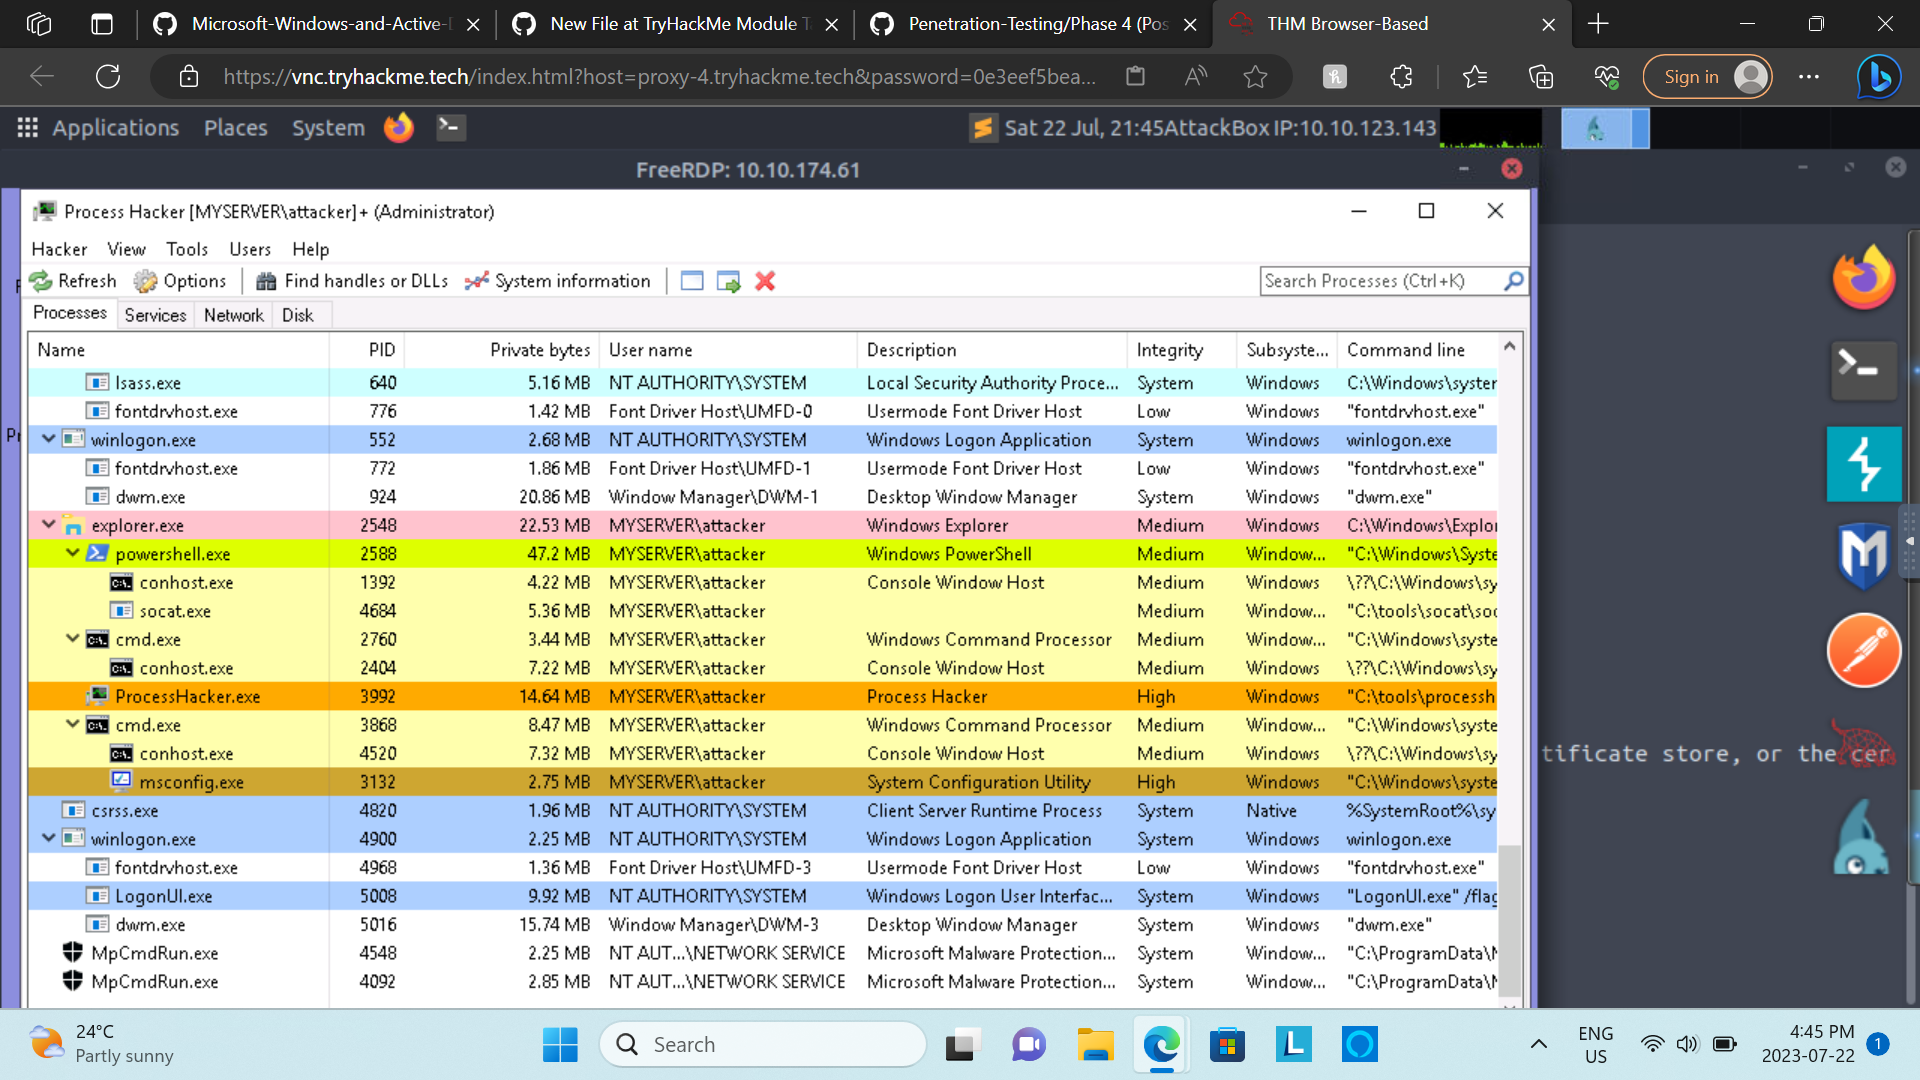 Microsoft-Windows-and-Active-D
New File at TryHackMe Module Ta
Penetration-Testing/Phase 4 (Pos
THM Browser-Based
https://vnc.tryhackme.tech/index.html?host=proxy-4.tryhackme.tech&password=0e3eef5bea...
Sign in
Applications Places System
Sat 22 Jul, 21:45 AttackBox IP:10.10.123.143
FreeRDP: 10.10.174.61
Process Hacker [MYSERVER\attacker]+ (Administrator)
Hacker View Tools Users Help
Refresh Options Find handles or DLLs System information Search Processes (Ctrl+K)
Processes Services Network Disk
Name PID Private bytes User name Description Integrity Subsyste... Command line
lsass.exe 640 5.16 MB NT AUTHORITY\SYSTEM Local Security Authority Proce... System Windows C:\Windows\system
fontdrvhost.exe 776 1.42 MB Font Driver Host\UMFD-0 Usermode Font Driver Host Low Windows "fontdrvhost.exe"
winlogon.exe 552 2.68 MB NT AUTHORITY\SYSTEM Windows Logon Application System Windows winlogon.exe
fontdrvhost.exe 772 1.86 MB Font Driver Host\UMFD-1 Usermode Font Driver Host Low Windows "fontdrvhost.exe"
dwm.exe 924 20.86 MB Window Manager\DWM-1 Desktop Window Manager System Windows "dwm.exe"
explorer.exe 2548 22.53 MB MYSERVER\attacker Windows Explorer Medium Windows C:\Windows\Explor
powershell.exe 2588 47.2 MB MYSERVER\attacker Windows PowerShell Medium Window... "C:\Windows\Syste
conhost.exe 1392 4.22 MB MYSERVER\attacker Console Window Host Medium Windows \??\C:\Windows\sy
socat.exe 4684 5.36 MB MYSERVER\attacker Medium Window... "C:\tools\socat\soc
cmd.exe 2760 3.44 MB MYSERVER\attacker Windows Command Processor Medium Window... "C:\Windows\syste
conhost.exe 2404 7.22 MB MYSERVER\attacker Console Window Host Medium Windows \??\C:\Windows\sy
ProcessHacker.exe 3992 14.64 MB MYSERVER\attacker Process Hacker High Windows "C:\tools\processh
cmd.exe 3868 8.47 MB MYSERVER\attacker Windows Command Processor Medium Window... "C:\Windows\syste
conhost.exe 4520 7.32 MB MYSERVER\attacker Console Window Host Medium Windows \??\C:\Windows\sy
tificate store, or the cer
msconfig.exe 3132 2.75 MB MYSERVER\attacker System Configuration Utility High Windows "C:\Windows\syste
csrss.exe 4820 1.96 MB NT AUTHORITY\SYSTEM Client Server Runtime Process System Native %SystemRoot%\sy
winlogon.exe 4900 2.25 MB NT AUTHORITY\SYSTEM Windows Logon Application System Windows winlogon.exe
fontdrvhost.exe 4968 1.36 MB Font Driver Host\UMFD-3 Usermode Font Driver Host Low Windows "fontdrvhost.exe"
LogonUI.exe 5008 9.92 MB NT AUTHORITY\SYSTEM Windows Logon User Interfac... System Windows "LogonUI.exe" /flag
dwm.exe 5016 15.74 MB Window Manager\DWM-3 Desktop Window Manager System Window... "dwm.exe"
MpCmdRun.exe 4548 2.25 MB NT AUT...\NETWORK SERVICE Microsoft Malware Protection... System Window... "C:\ProgramData\M
MpCmdRun.exe 4092 2.85 MB NT AUT...\NETWORK SERVICE Microsoft Malware Protection... System Window... "C:\ProgramData\M
24°C
Partly sunny
Search
ENG
US
4:45 PM
2023-07-22
1